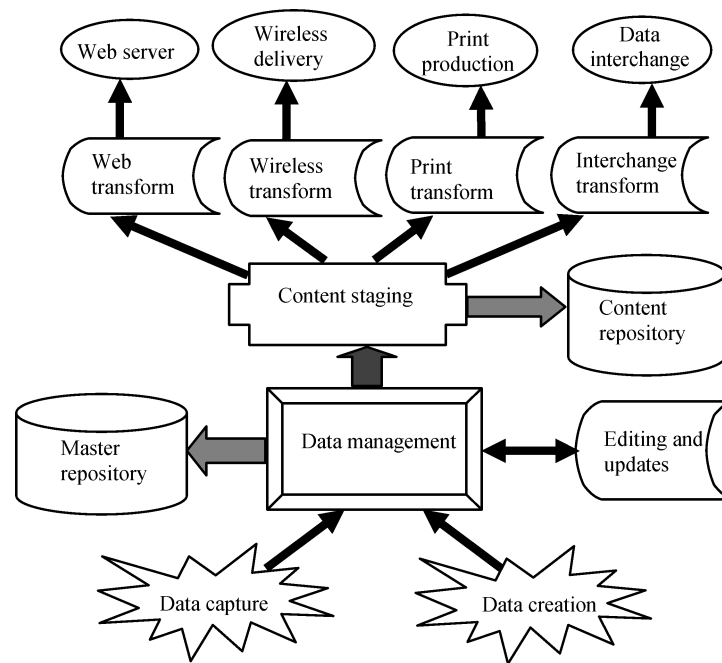 Web server
Wireless
delivery
Print
production
Data
interchange
Web
transform
Wireless
transform
Print
transform
Interchange
transform
Content staging
Content
repository
Master
repository
Data management
Editing and
updates
Data capture
Data creation